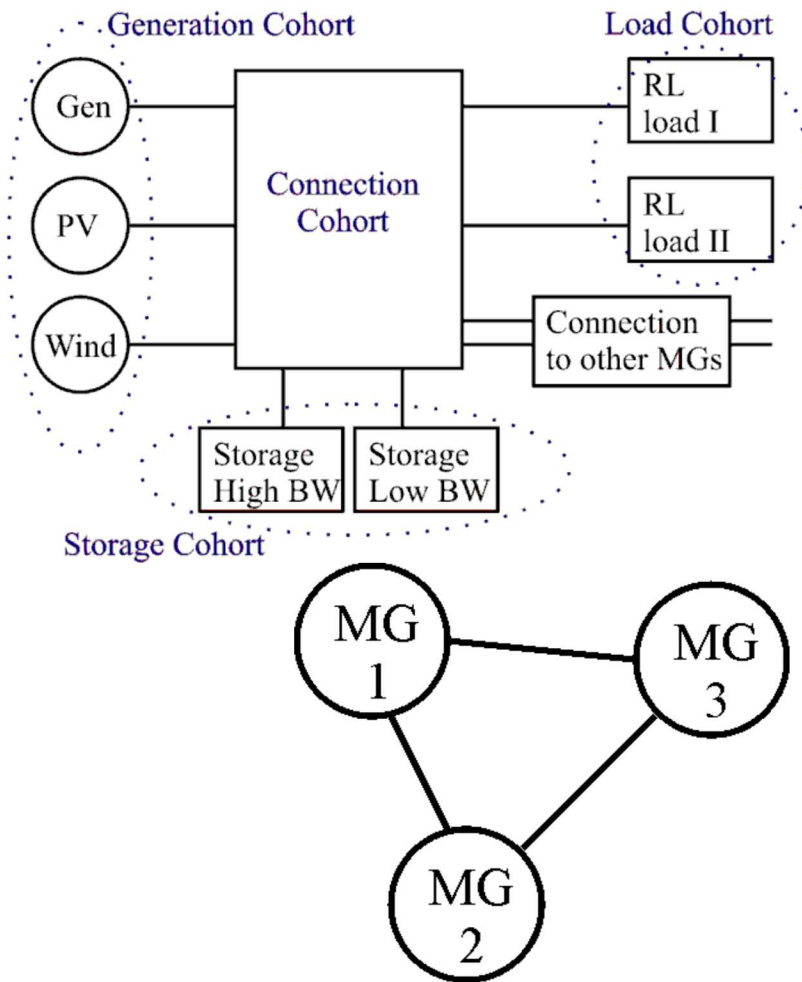 Generation Cohort
Load Cohort
Gen
RL
load I
Connection
Cohort
PV
RL
load II
Wind
Connection
to other MGs
Storage
High BW
Storage
Low BW
Storage Cohort
MG
1
MG
3
MG
2